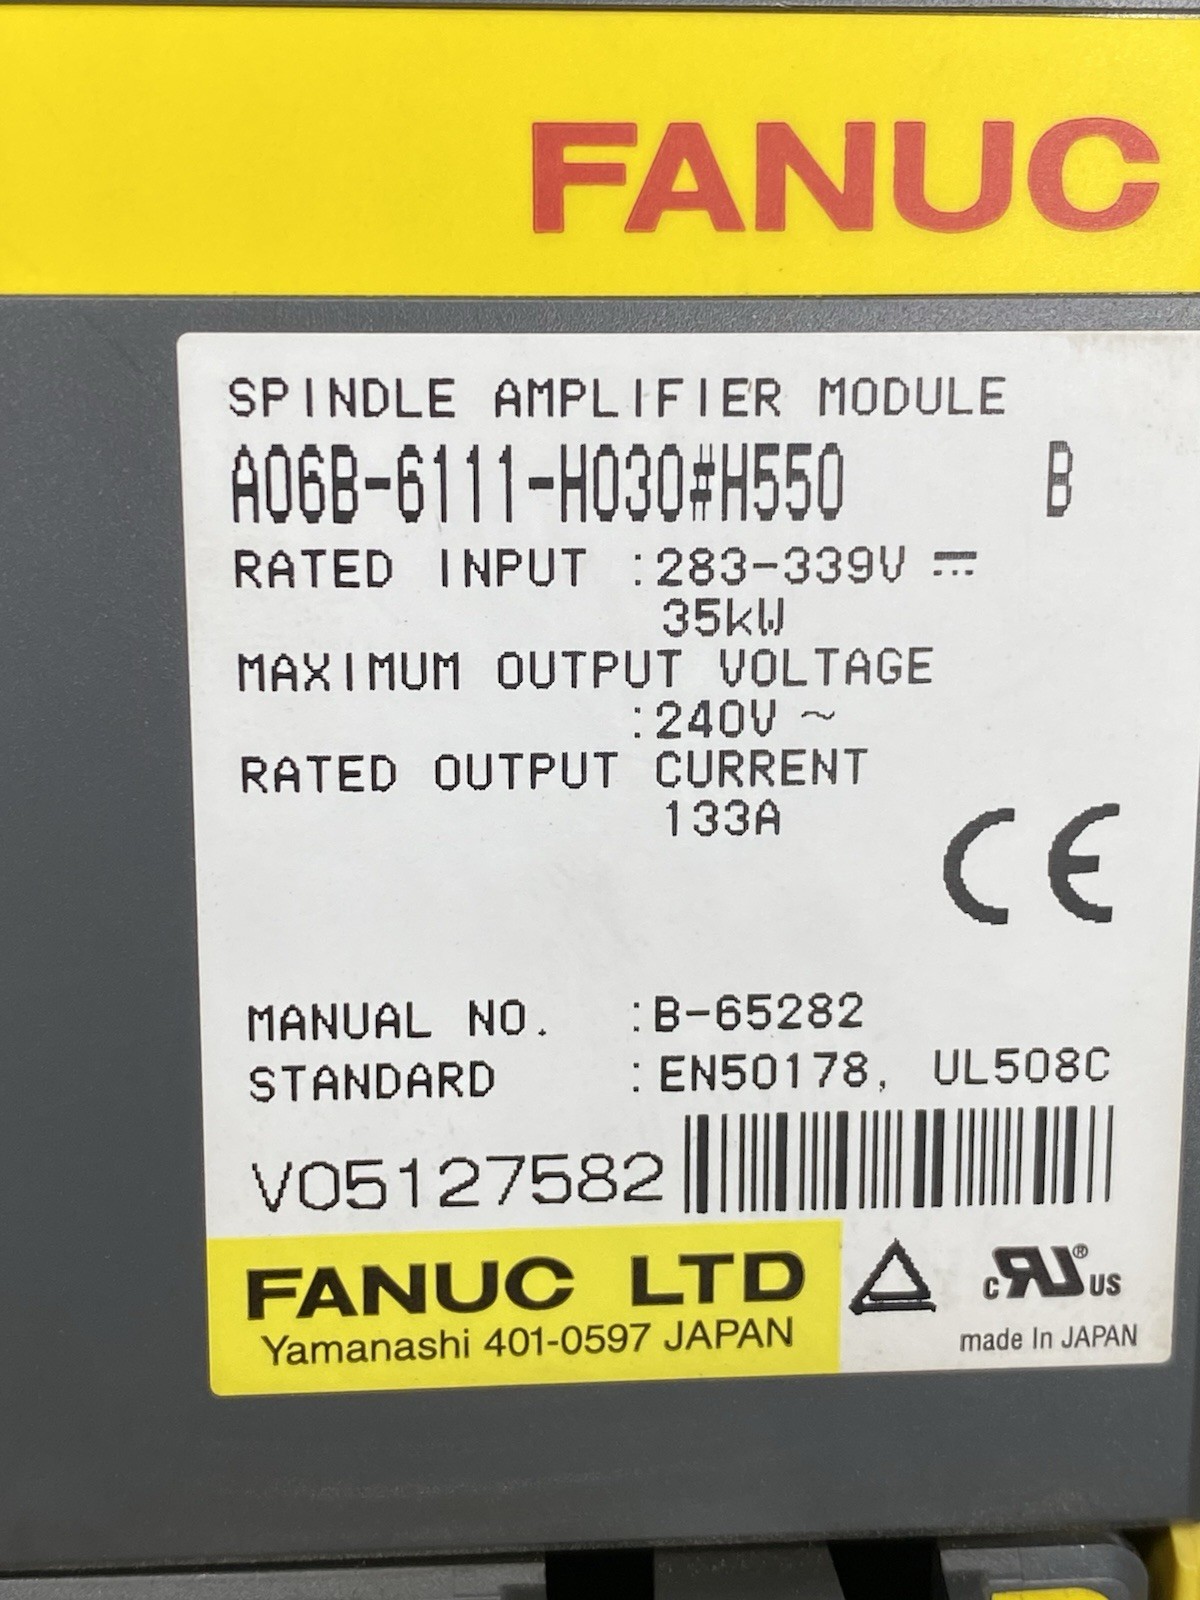 FANUC
SPINDLE AMPLIFIER MODULE
A06B-6111-H030#H550 B
RATED INPUT :283-339V ⎓
35kW
MAXIMUM OUTPUT VOLTAGE
:240V ~
RATED OUTPUT CURRENT
133A
CE
MANUAL NO. :B-65282
STANDARD :EN50178, UL508C
V05127582
FANUC LTD
Yamanashi 401-0597 JAPAN
c RU ® US
made In JAPAN